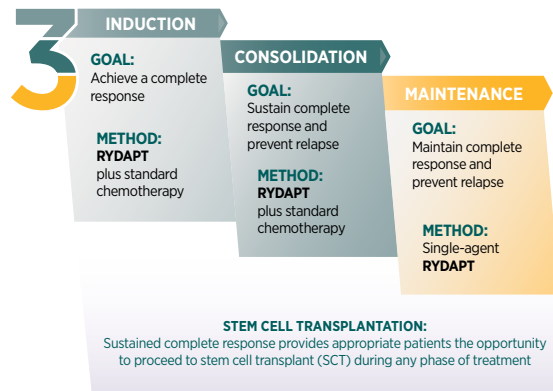 3
INDUCTION
GOAL:
Achieve a complete
response
METHOD:
RYDAPT
plus standard
chemotherapy
CONSOLIDATION
GOAL:
Sustain complete
response and
prevent relapse
METHOD:
RYDAPT
plus standard
chemotherapy
MAINTENANCE
GOAL:
Maintain complete
response and
prevent relapse
METHOD:
Single-agent
RYDAPT
STEM CELL TRANSPLANTATION:
Sustained complete response provides appropriate patients the opportunity
to proceed to stem cell transplant (SCT) during any phase of treatment